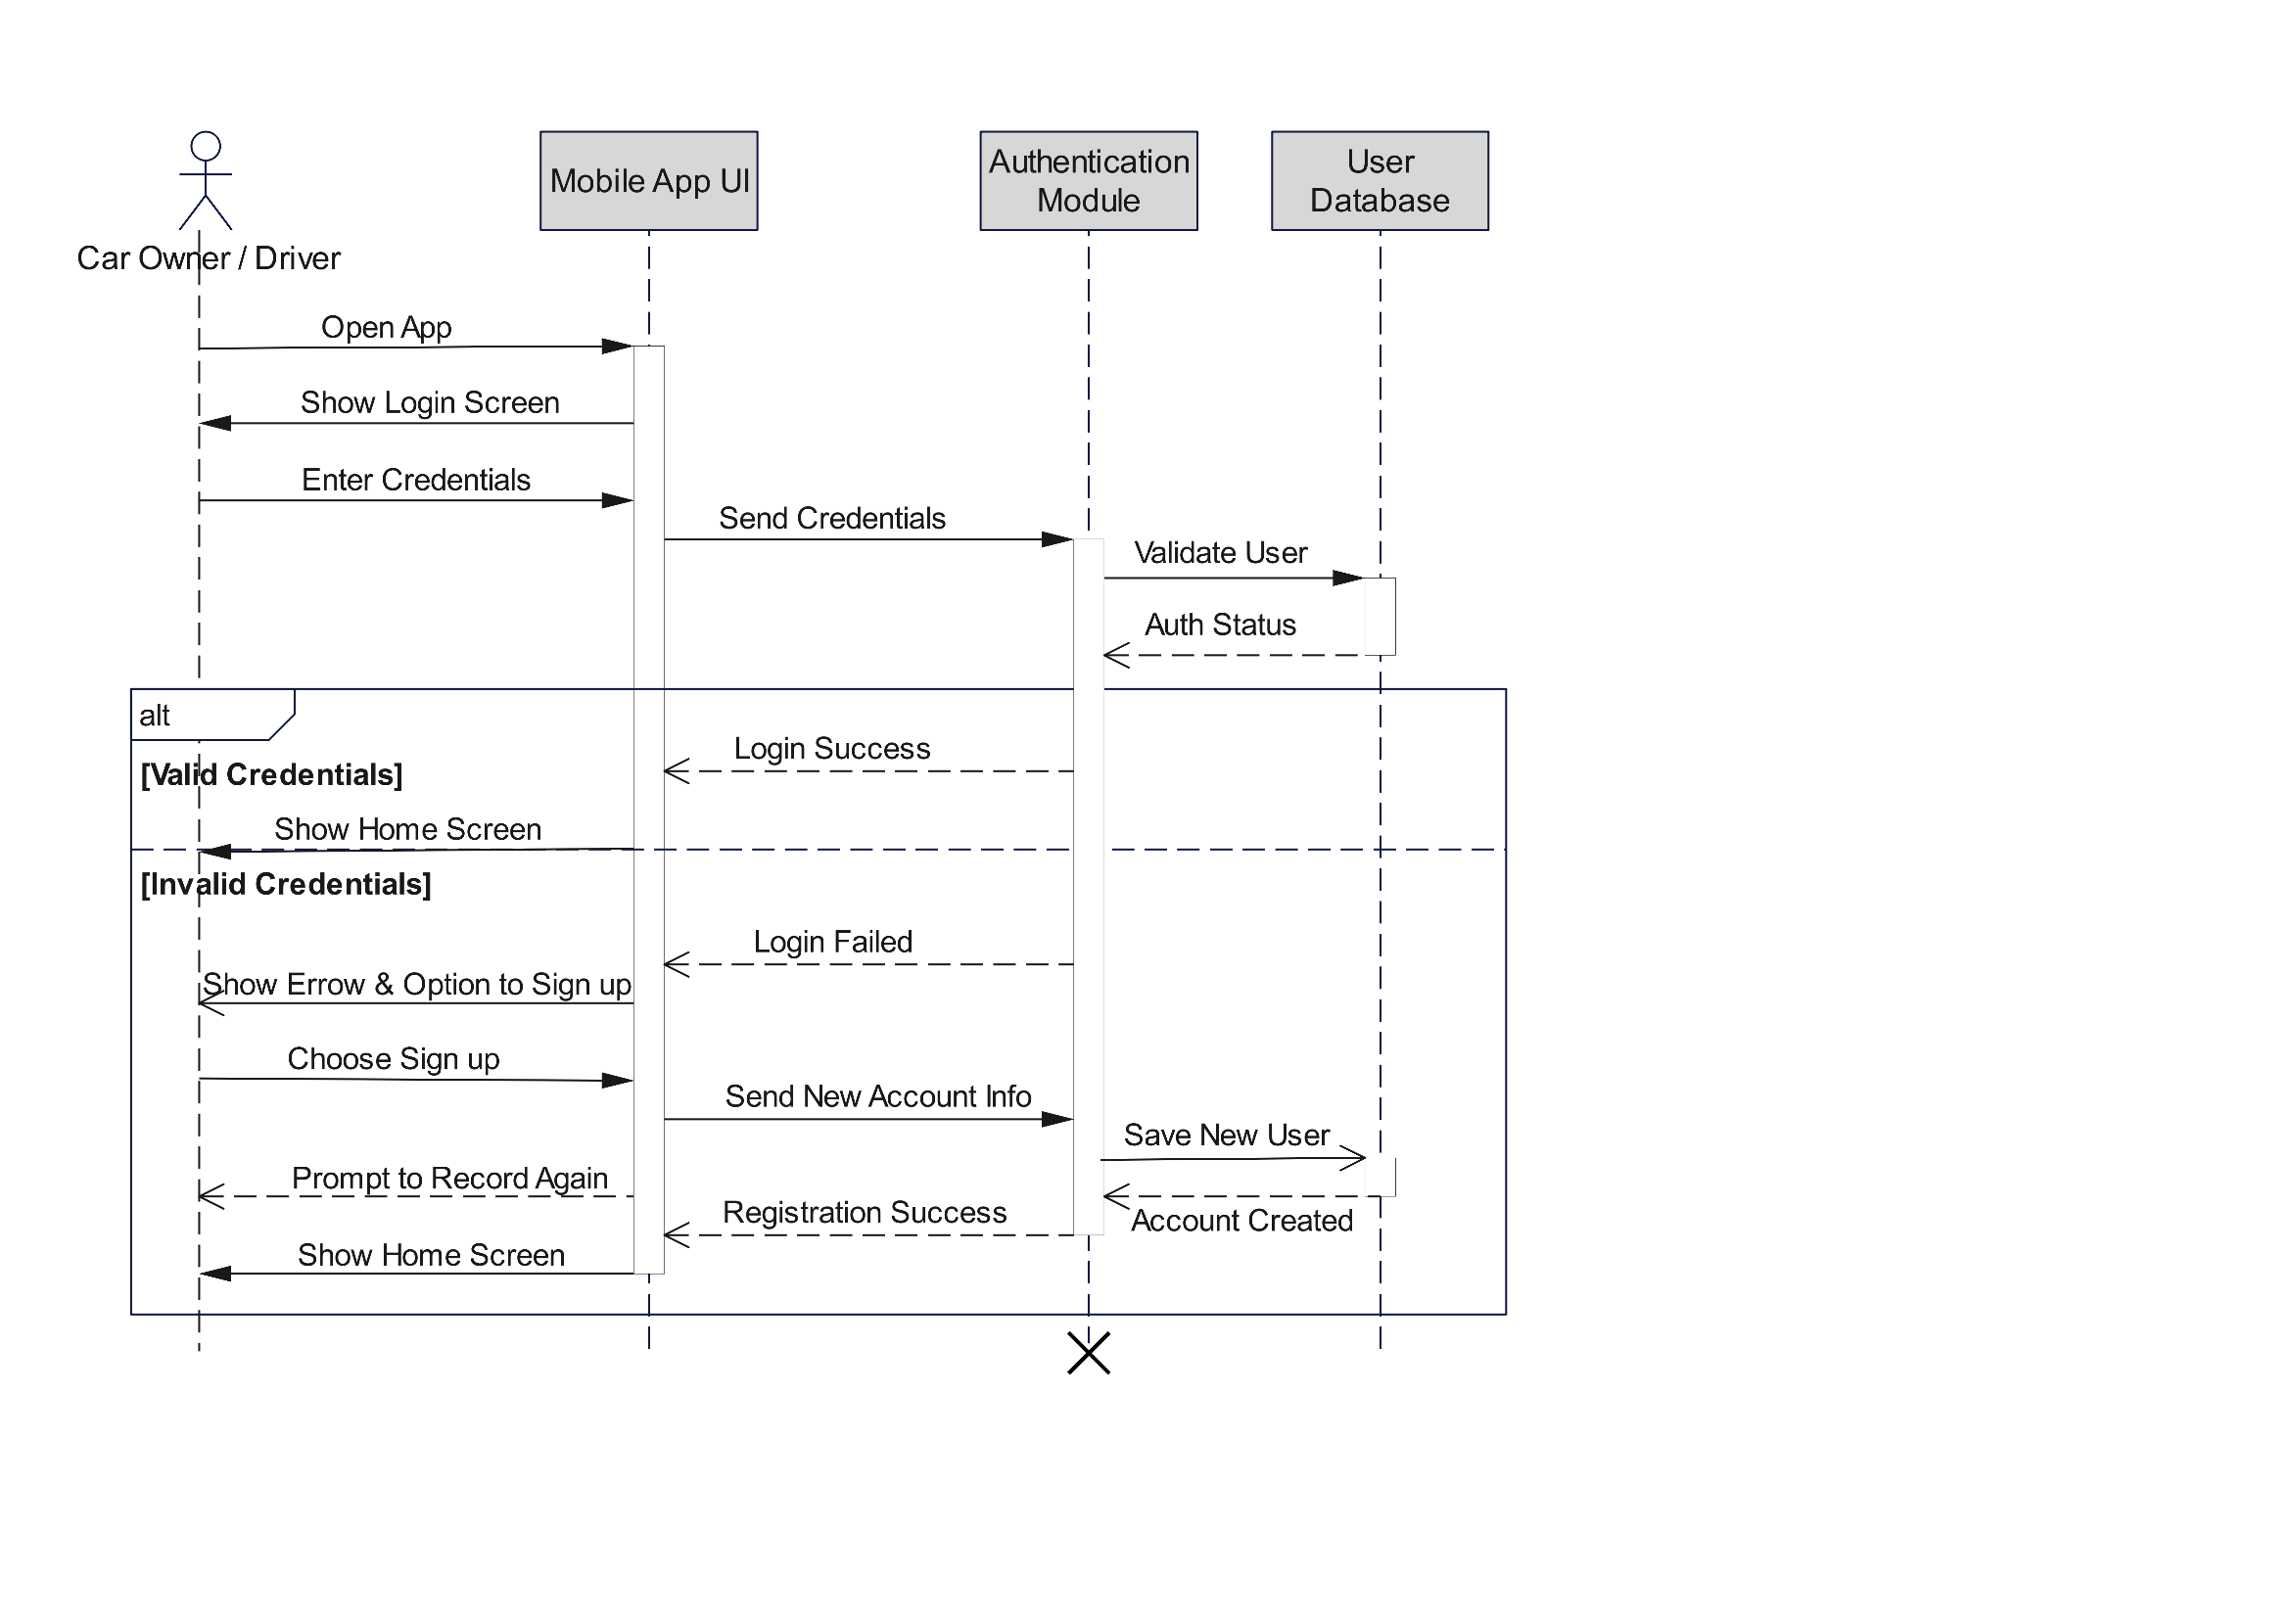 Car Owner / Driver
Mobile App UI
Authentication
Module
User
Database
Open App
Show Login Screen
Enter Credentials
Send Credentials
Validate User
Auth Status
alt
Login Success
[Valid Credentials]
Show Home Screen
[Invalid Credentials]
Login Failed
Show Errow & Option to Sign up
Choose Sign up
Send New Account Info
Save New User
Prompt to Record Again
Registration Success
Account Created
Show Home Screen